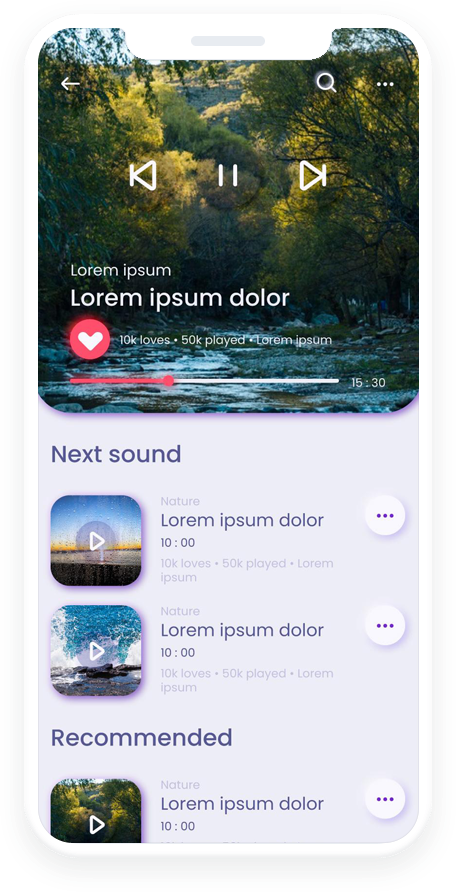 Lorem ipsum
Lorem ipsum dolor
10k loves • 50k played • Lorem ipsum
15 : 30
Next sound
Nature
Lorem ipsum dolor
10 : 00
10k loves • 50k played • Lorem
ipsum
Nature
Lorem ipsum dolor
10 : 00
10k loves • 50k played • Lorem
ipsum
Recommended
Nature
Lorem ipsum dolor
10 : 00